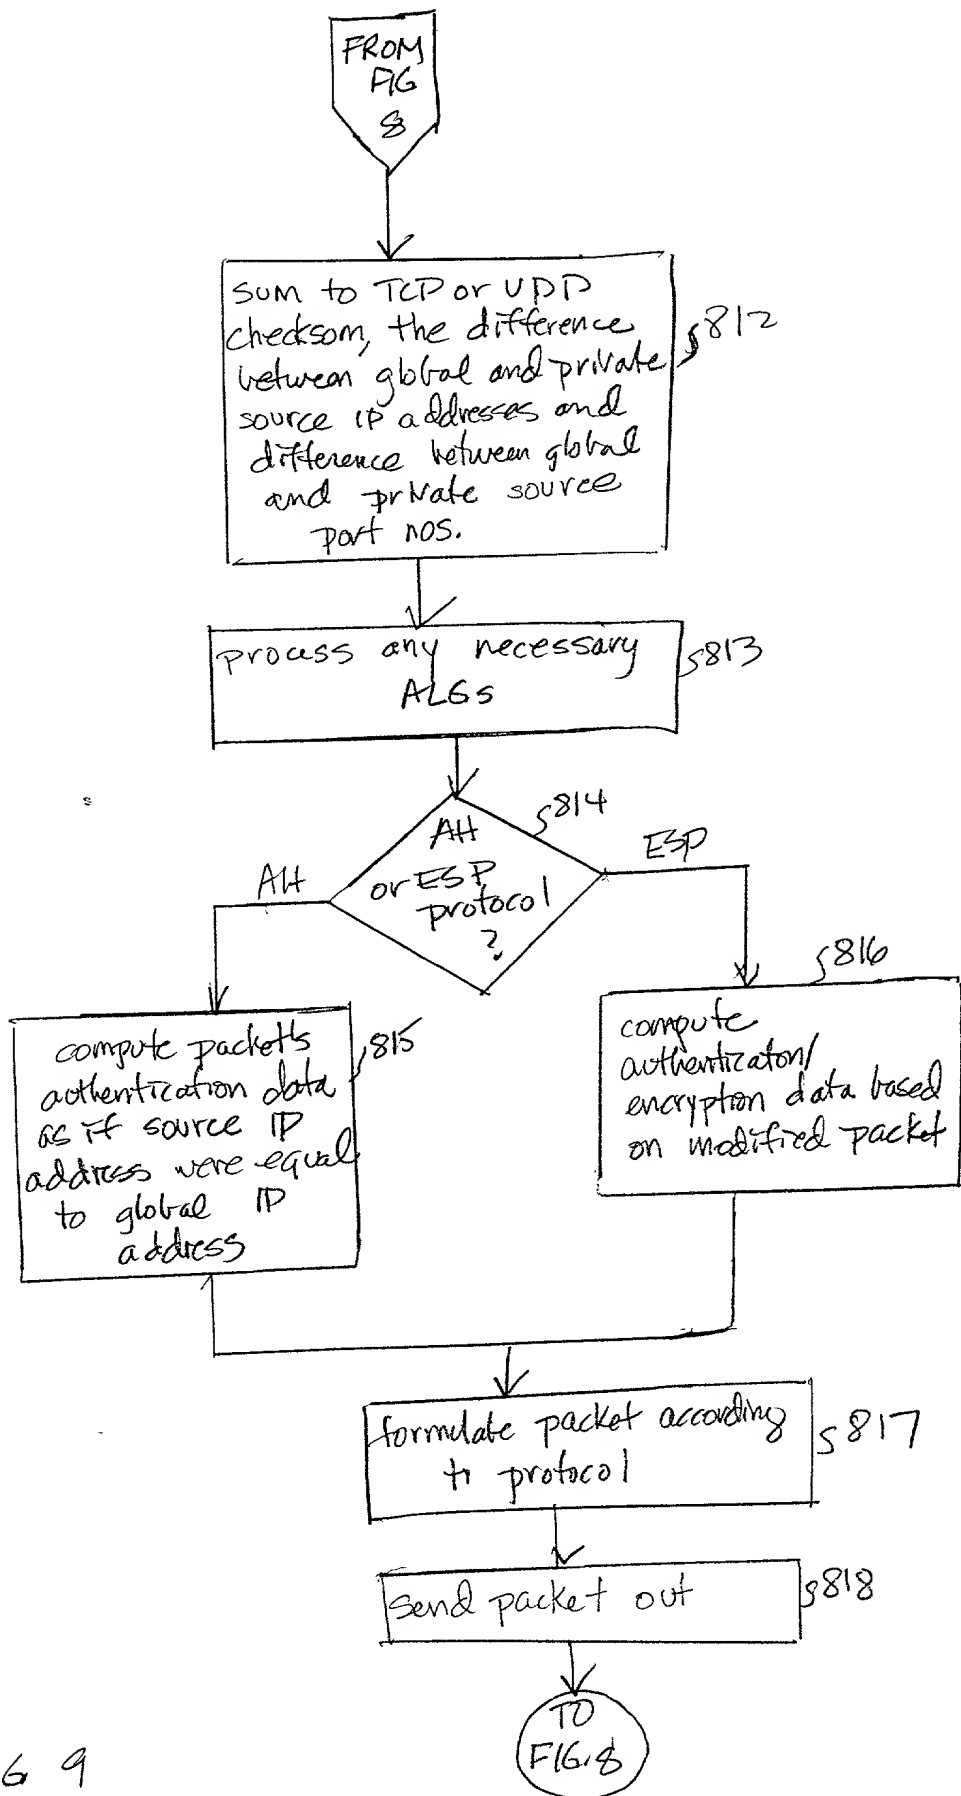 FROM
FIG
8
sum to TCP or UDP
checksom, the difference
between global and private
source IP addresses and
difference between global
and private source
port nos.
812
process any necessary
ALGs
813
AH
or ESP
protocol
?
814
AH
ESP
compute packet's
authentication data
as if source IP
address were equal
to global IP
address
815
compute
authenticaton/
encryption data based
on modified packet
816
formulate packet according
to protocol
817
send packet out
818
TO
FIG. 8
G 9